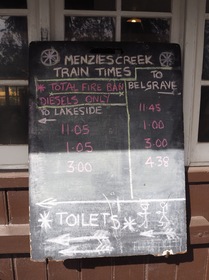 MENZIES CREEK
TRAIN TIMES
* TOTAL FIRE BAN
DIESELS ONLY
TO LAKESIDE
11·05
1·05
3·00
TO
BELGRAVE
11·45
1·00
3·00
4·38
* TOILETS *